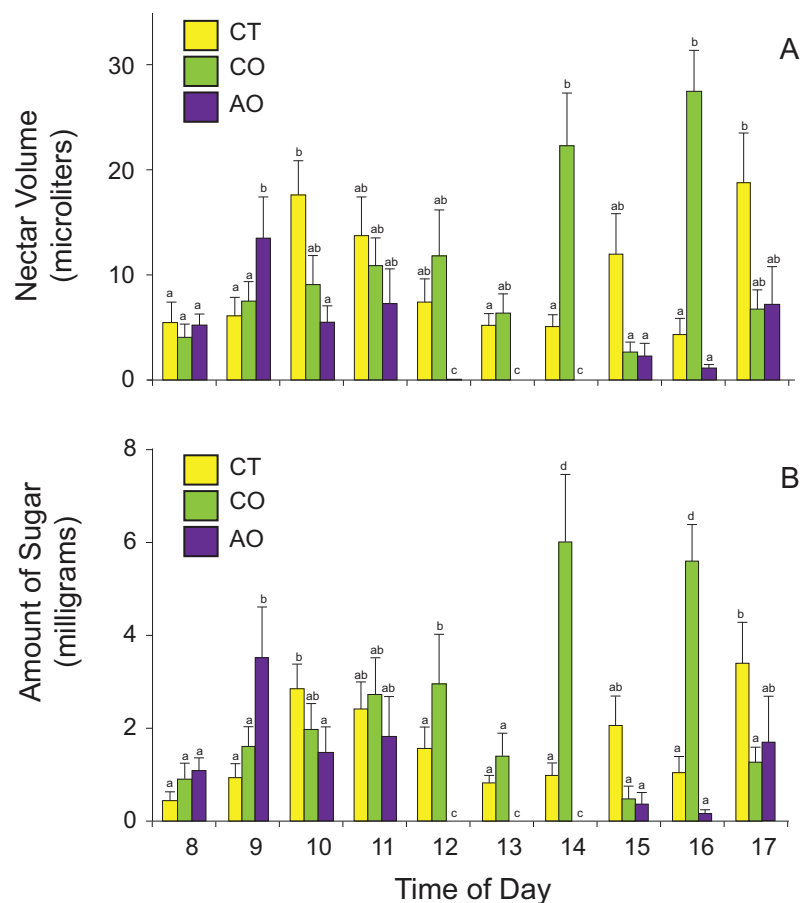 A
CT
CO
AO
Nectar Volume
(microliters)
30
20
10
0
a a a
a a b
b ab a
ab ab ab
ab ab c
a ab c
a b c
ab a a
a b a
b ab ab
B
CT
CO
AO
Amount of Sugar
(milligrams)
8
6
4
2
0
a a a
a a b
b ab a
ab ab ab
a b c
a a c
a d c
ab a a
a d a
b a ab
8 9 10 11 12 13 14 15 16 17
Time of Day